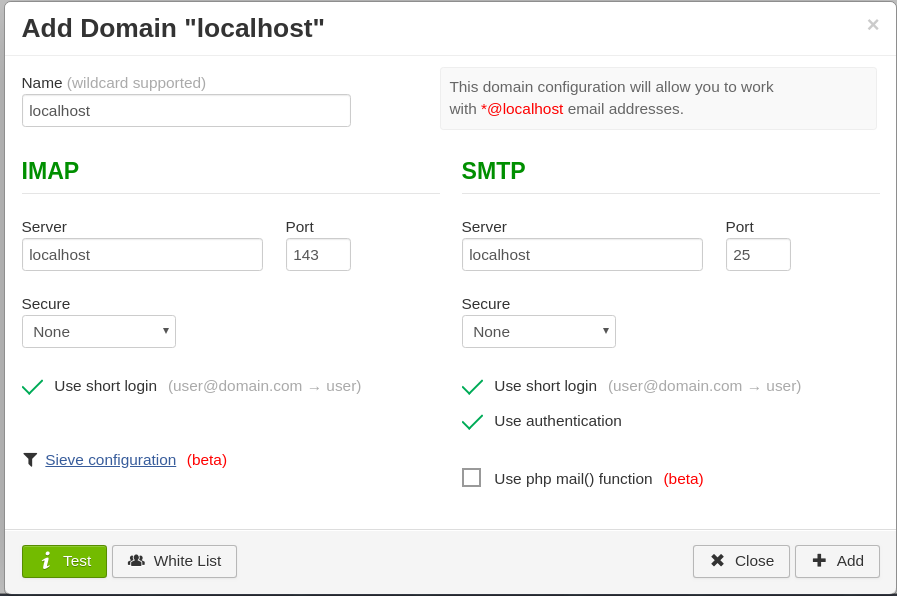 Add Domain "localhost"
×
Name (wildcard supported)
localhost
This domain configuration will allow you to work
with *@localhost email addresses.
IMAP
Server
Port
localhost
143
Secure
None
Use short login (user@domain.com → user)
Sieve configuration (beta)
SMTP
Server
Port
localhost
25
Secure
None
Use short login (user@domain.com → user)
Use authentication
Use php mail() function (beta)
Test
White List
Close
Add